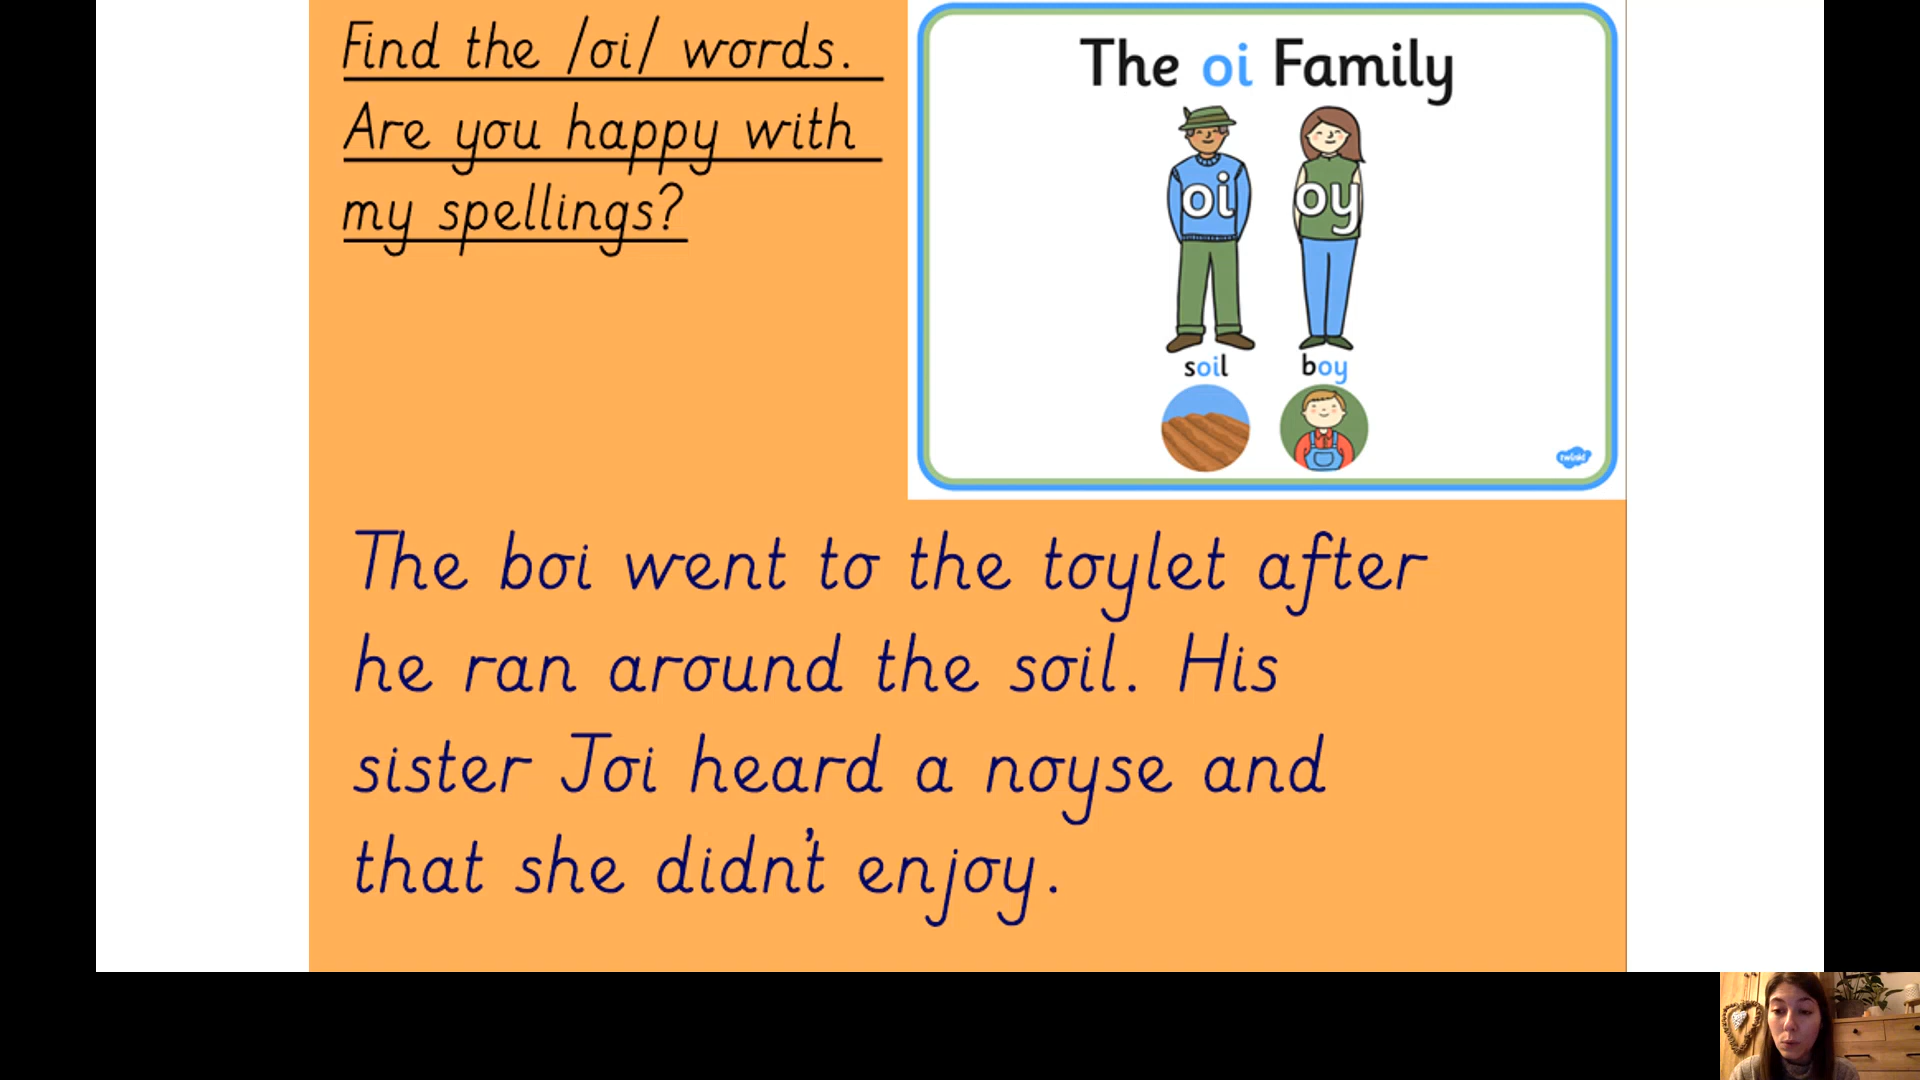 Find the /oi/ words.
Are you happy with
my spellings?
The oi Family
oi oy
soil boy
twinkl
The boi went to the toylet after
he ran around the soil. His
sister Joi heard a noyse and
that she didn't enjoy.